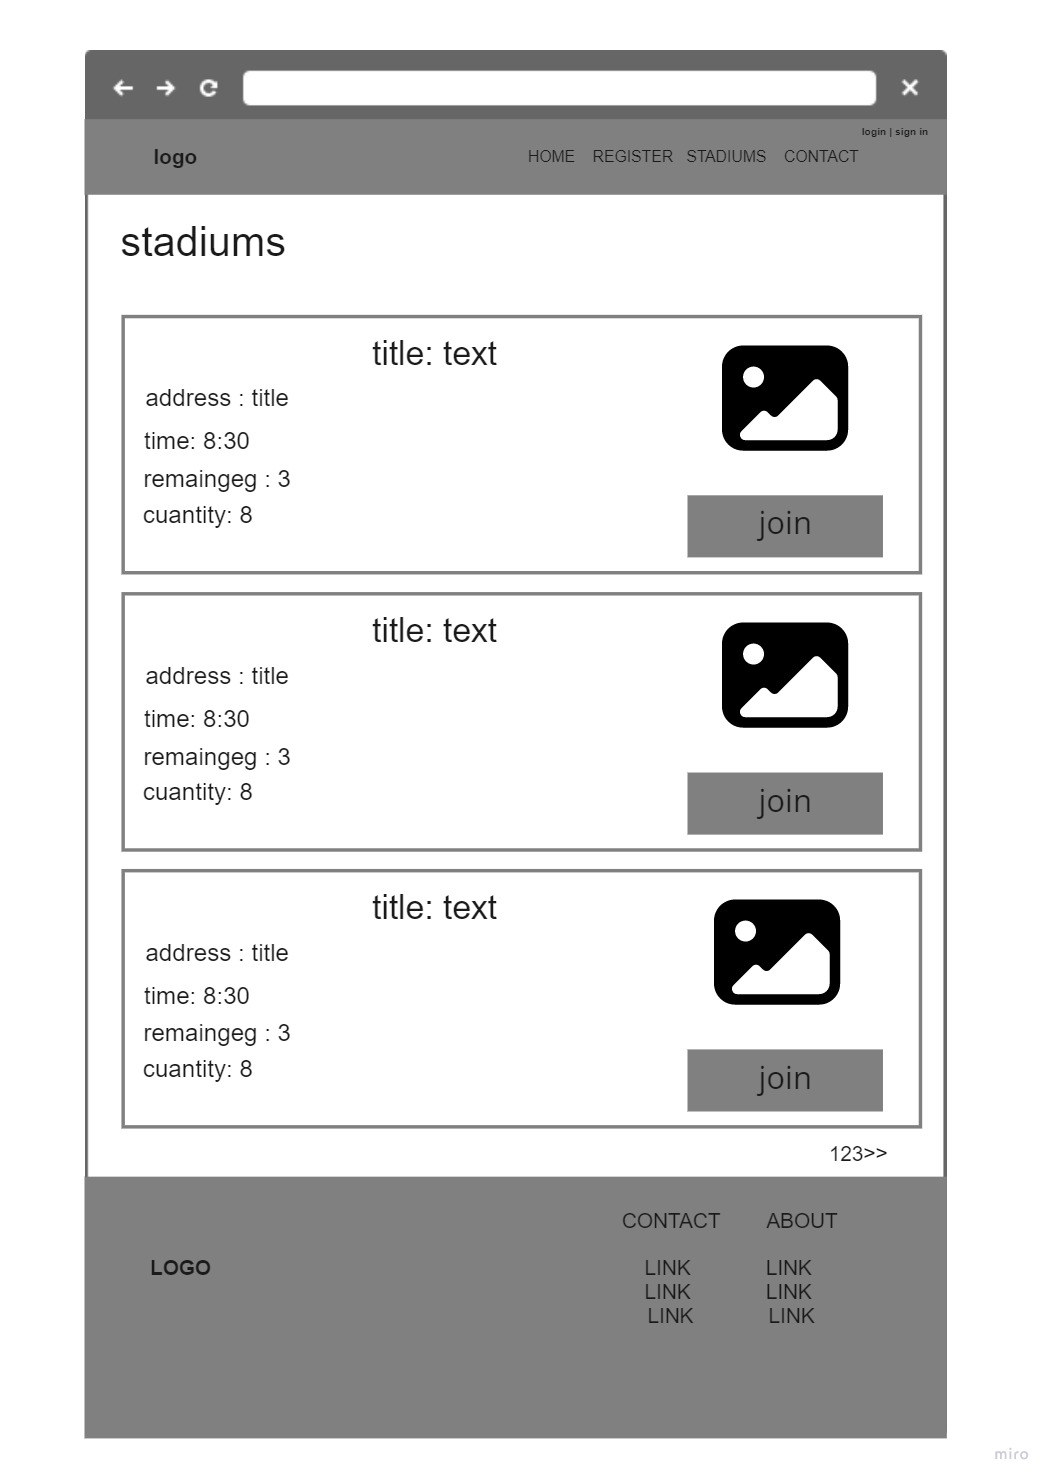 login | sign in
logo
HOME REGISTER STADIUMS CONTACT
stadiums
title: text
address : title
time: 8:30
remaingeg : 3
cuantity: 8
join
title: text
address : title
time: 8:30
remaingeg : 3
cuantity: 8
join
title: text
address : title
time: 8:30
remaingeg : 3
cuantity: 8
join
123>>
CONTACT ABOUT
LOGO LINK LINK
LINK LINK
LINK LINK
miro